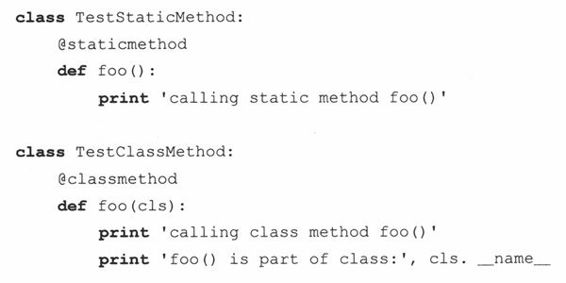 class TestStaticMethod:
    @staticmethod
    def foo():
        print 'calling static method foo()'
class TestClassMethod:
    @classmethod
    def foo(cls):
        print 'calling class method foo()'
        print 'foo() is part of class:', cls. __name__